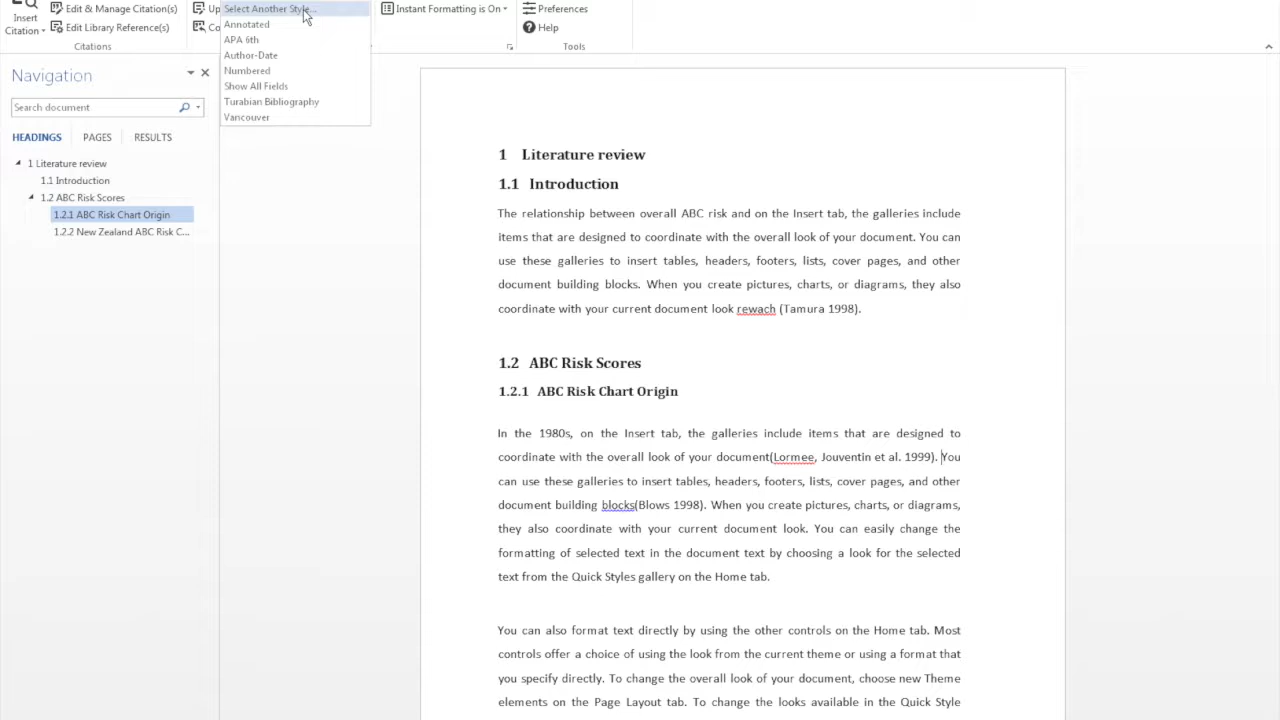 Insert
Citation
Edit & Manage Citation(s)
Edit Library Reference(s)
Citations
Up
Co
Select Another Style...
Annotated
APA 6th
Author-Date
Numbered
Show All Fields
Turabian Bibliography
Vancouver
Instant Formatting is On
Preferences
Help
Tools
Navigation
Search document
HEADINGS PAGES RESULTS
1 Literature review
1.1 Introduction
1.2 ABC Risk Scores
1.2.1 ABC Risk Chart Origin
1.2.2 New Zealand ABC Risk C...
1 Literature review
1.1 Introduction
The relationship between overall ABC risk and on the Insert tab, the galleries include
items that are designed to coordinate with the overall look of your document. You can
use these galleries to insert tables, headers, footers, lists, cover pages, and other
document building blocks. When you create pictures, charts, or diagrams, they also
coordinate with your current document look rewach (Tamura 1998).
1.2 ABC Risk Scores
1.2.1 ABC Risk Chart Origin
In the 1980s, on the Insert tab, the galleries include items that are designed to
coordinate with the overall look of your document(Lormee, Jouventin et al. 1999). You
can use these galleries to insert tables, headers, footers, lists, cover pages, and other
document building blocks(Blows 1998). When you create pictures, charts, or diagrams,
they also coordinate with your current document look. You can easily change the
formatting of selected text in the document text by choosing a look for the selected
text from the Quick Styles gallery on the Home tab.
You can also format text directly by using the other controls on the Home tab. Most
controls offer a choice of using the look from the current theme or using a format that
you specify directly. To change the overall look of your document, choose new Theme
elements on the Page Layout tab. To change the looks available in the Quick Style